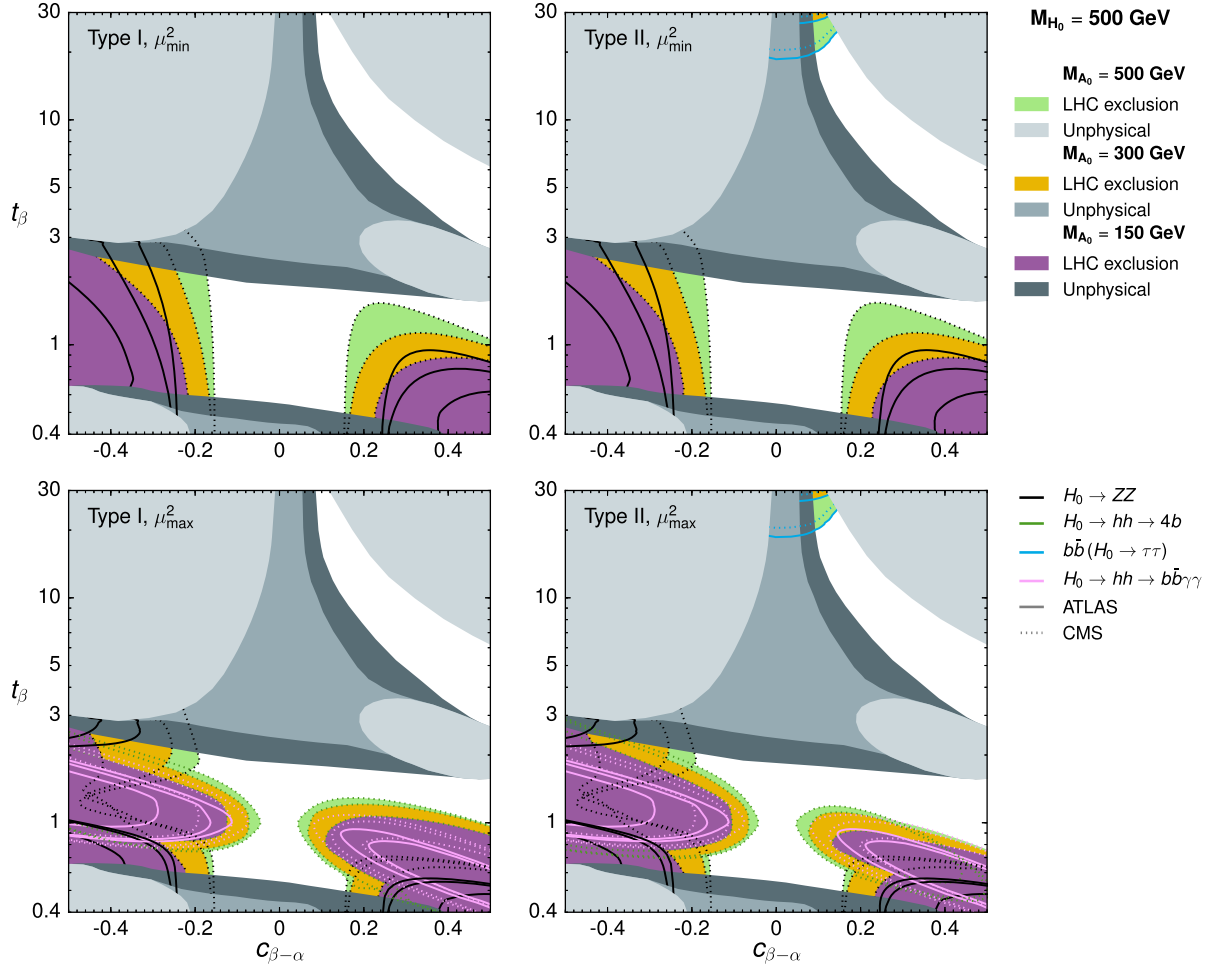 Type I, μ²min
30
10
5
3
1
0.4
tβ
-0.4
-0.2
0
0.2
0.4
Type II, μ²min
30
10
5
3
1
0.4
-0.4
-0.2
0
0.2
0.4
M_H₀ = 500 GeV
M_A₀ = 500 GeV
LHC exclusion
Unphysical
M_A₀ = 300 GeV
LHC exclusion
Unphysical
M_A₀ = 150 GeV
LHC exclusion
Unphysical
Type I, μ²max
30
10
5
3
1
0.4
tβ
-0.4
-0.2
0
0.2
0.4
cβ−α
Type II, μ²max
30
10
5
3
1
0.4
-0.4
-0.2
0
0.2
0.4
cβ−α
H₀ → ZZ
H₀ → hh → 4b
bb̄(H₀ → ττ)
H₀ → hh → bb̄γγ
ATLAS
CMS